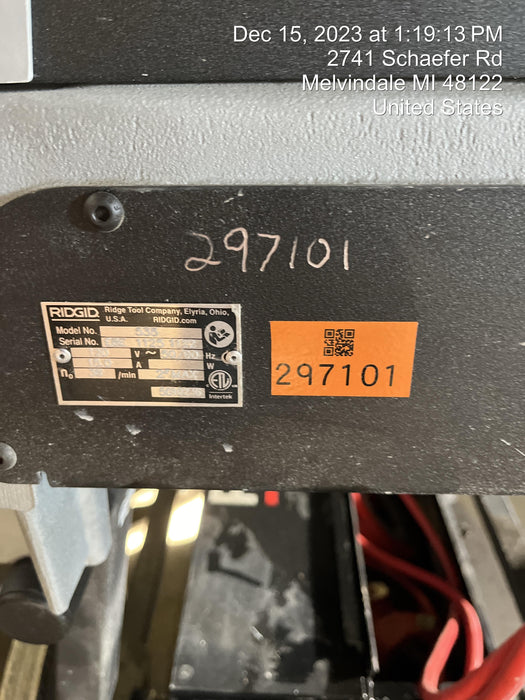 Dec 15, 2023 at 1:19:13 PM
2741 Schaefer Rd
Melvindale MI 48122
United States
297101
RIDGID Ridge Tool Company, Elyria, Ohio,
U.S.A. RIDGID.com
Model No.
Serial No.
V ~ Hz
A W
n₀ /min
Intertek
297101